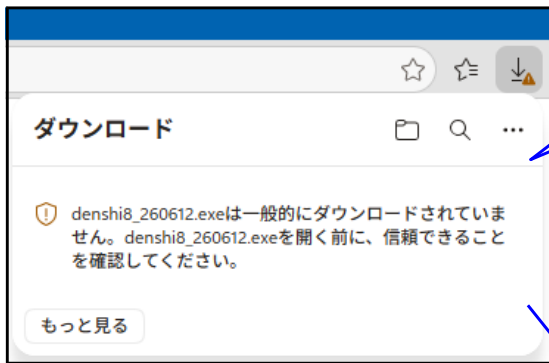 ダウンロード
denshi8_260612.exeは一般的にダウンロードされていま
せん。denshi8_260612.exeを開く前に、信頼できること
を確認してください。
もっと見る